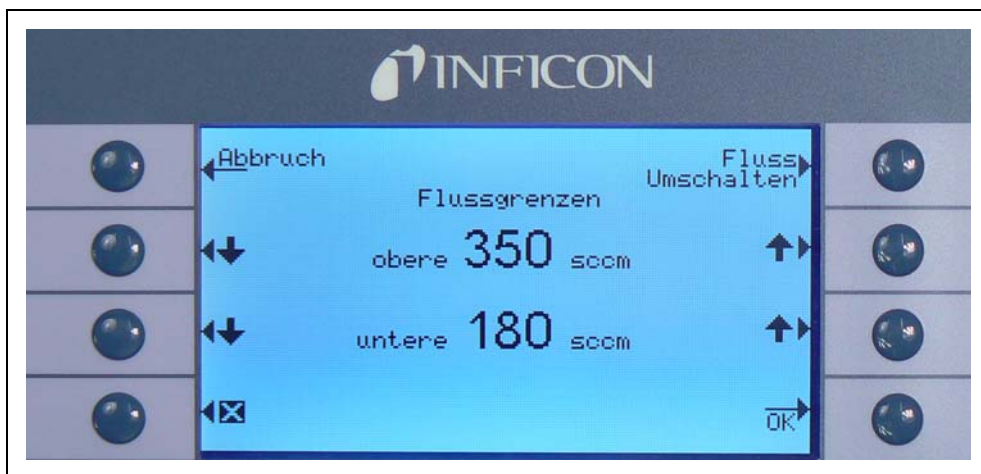 INFICON
Abbruch
Fluss
Umschalten
Flussgrenzen
obere 350 sccm
untere 180 sccm
OK